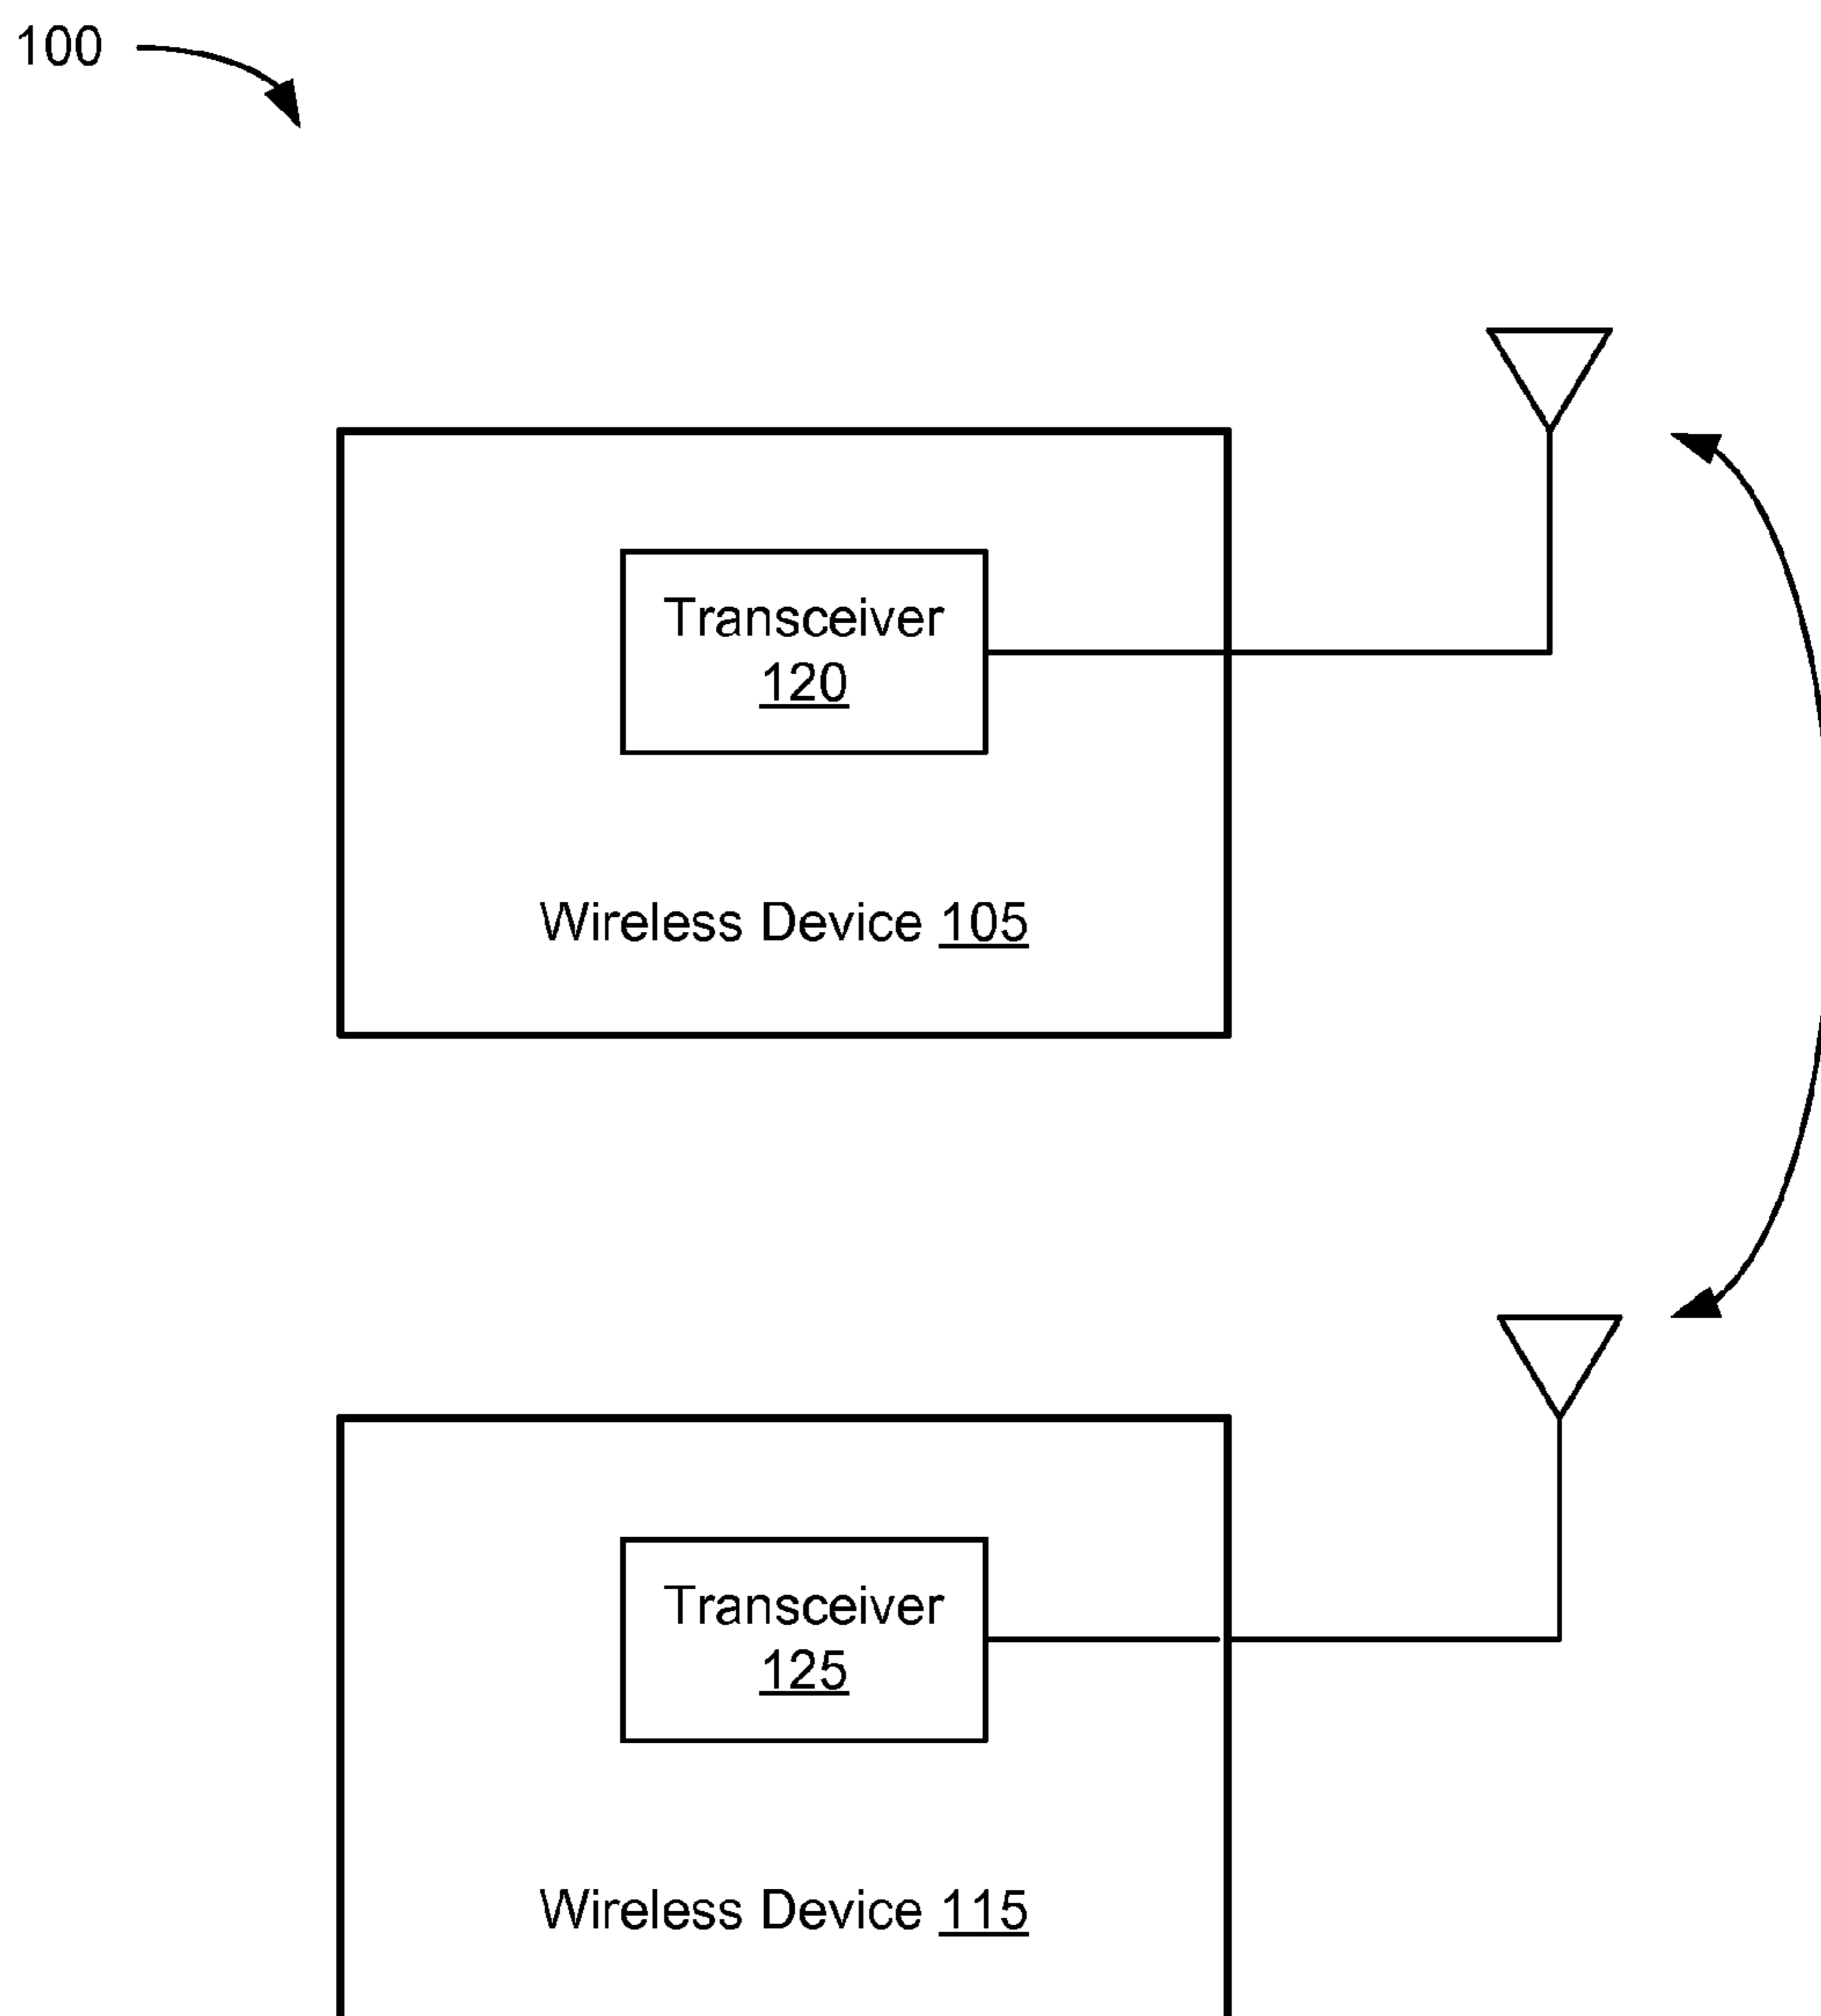 100
Transceiver
120
Wireless Device 105
Transceiver
125
Wireless Device 115